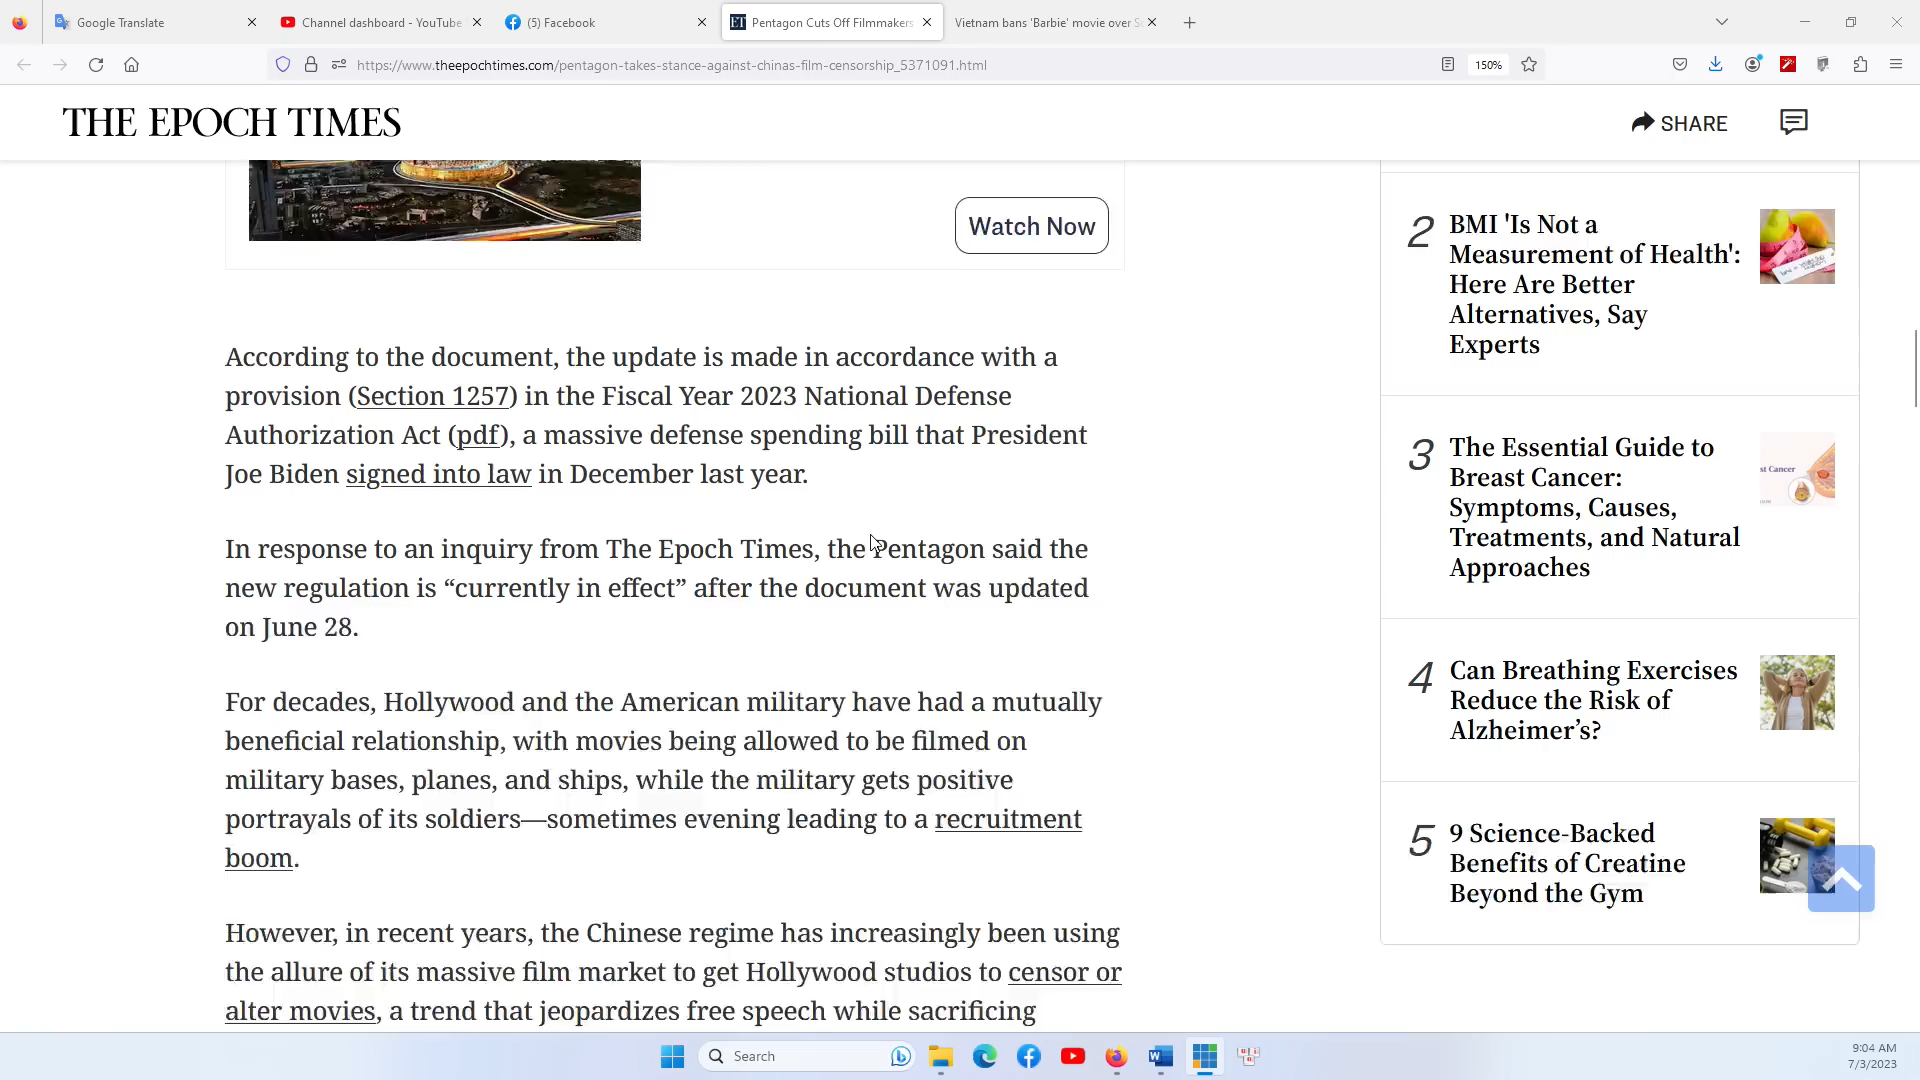 Google Translate
Channel dashboard - YouTube
(5) Facebook
Pentagon Cuts Off Filmmakers
Vietnam bans 'Barbie' movie over S
https://www.theepochtimes.com/pentagon-takes-stance-against-chinas-film-censorship_5371091.html
150%
THE EPOCH TIMES
SHARE
Watch Now
According to the document, the update is made in accordance with a
provision (Section 1257) in the Fiscal Year 2023 National Defense
Authorization Act (pdf), a massive defense spending bill that President
Joe Biden signed into law in December last year.
In response to an inquiry from The Epoch Times, the Pentagon said the
new regulation is “currently in effect” after the document was updated
on June 28.
For decades, Hollywood and the American military have had a mutually
beneficial relationship, with movies being allowed to be filmed on
military bases, planes, and ships, while the military gets positive
portrayals of its soldiers—sometimes evening leading to a recruitment
boom.
However, in recent years, the Chinese regime has increasingly been using
the allure of its massive film market to get Hollywood studios to censor or
alter movies, a trend that jeopardizes free speech while sacrificing
2
BMI 'Is Not a
Measurement of Health':
Here Are Better
Alternatives, Say
Experts
3
The Essential Guide to
Breast Cancer:
Symptoms, Causes,
Treatments, and Natural
Approaches
st Cancer
4
Can Breathing Exercises
Reduce the Risk of
Alzheimer’s?
5
9 Science-Backed
Benefits of Creatine
Beyond the Gym
Search
9:04 AM
7/3/2023